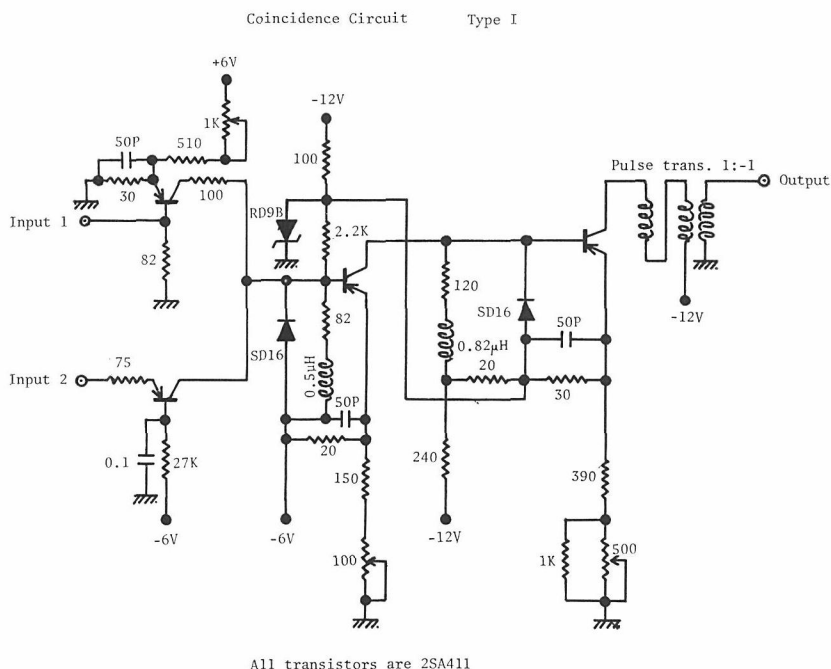 Coincidence Circuit Type I
+6V
-12V
1K
50P
510
100
Pulse trans. 1:-1
Output
30
100
RD9B
Input 1
2.2K
82
120
SD16
50P
82
SD16
0.82μH
75
0.5μH
20
Input 2
30
50P
-12V
20
0.1
27K
240
150
390
-6V
-6V
-12V
100
1K
500
All transistors are 2SA411